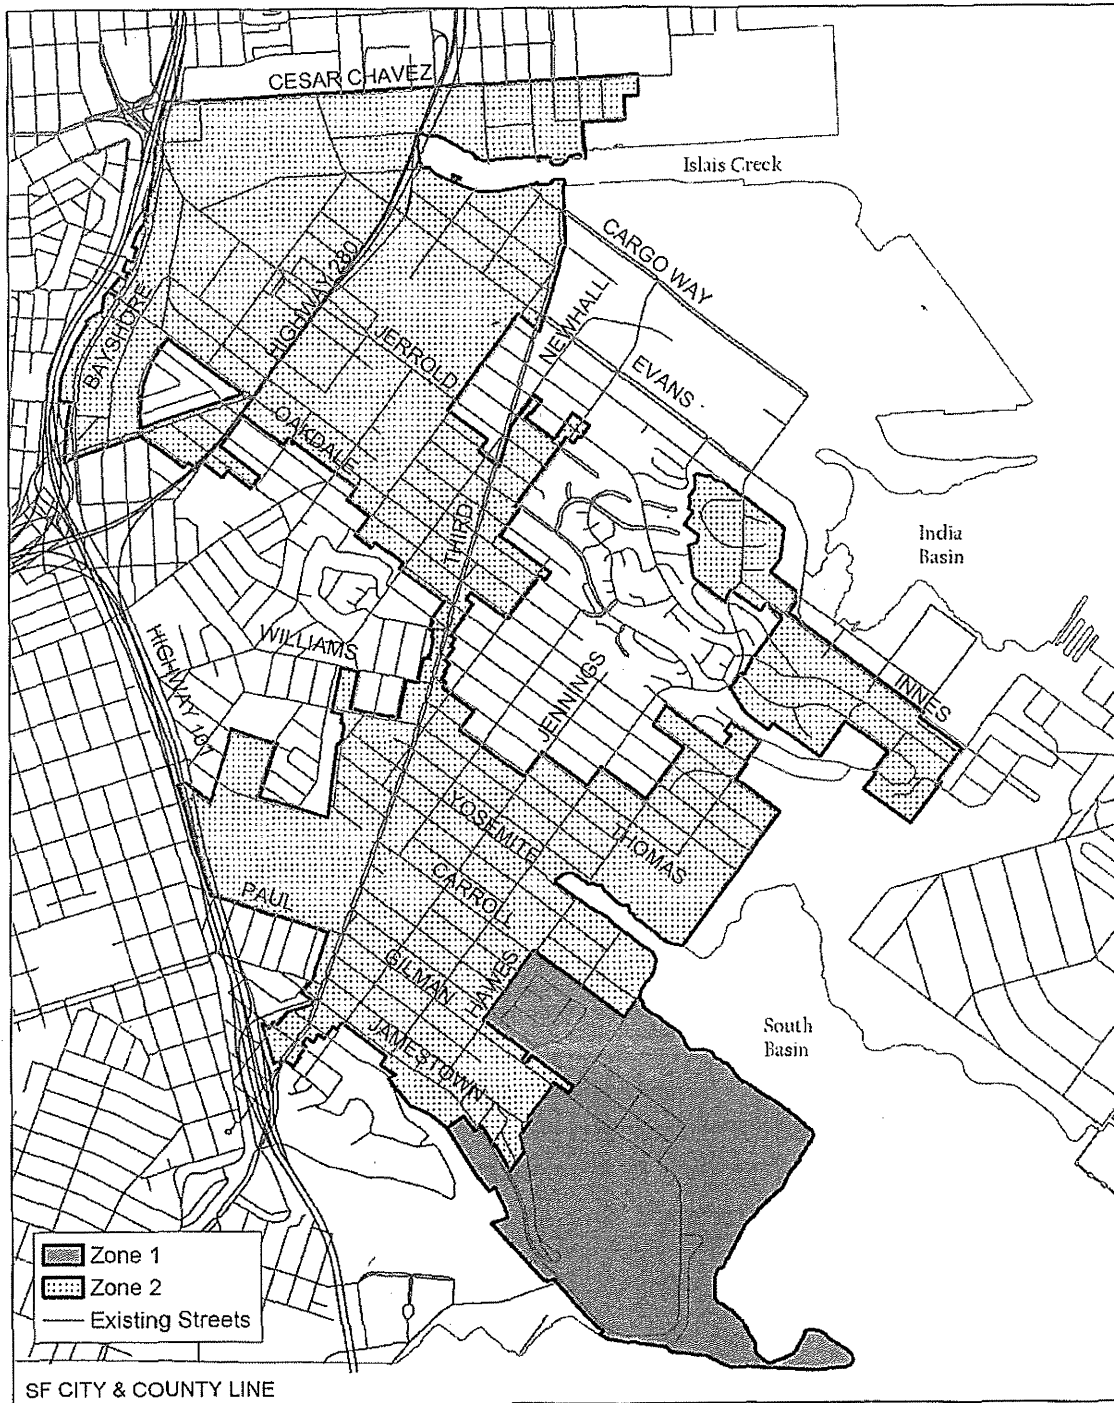 CESAR CHAVEZ
Islais Creek
CARGO WAY
BAYSHORE
HIGHWAY 280
JERROLD
NEWHALL
EVANS
OAKDALE
THIRD
India
Basin
WILLIAMS
HIGHWAY 101
JENNINGS
INNES
YOSEMITE
THOMAS
CARROLL
PAUL
GILMAN
JAMESTOWN
South
Basin
Zone 1
Zone 2
Existing Streets
SF CITY & COUNTY LINE